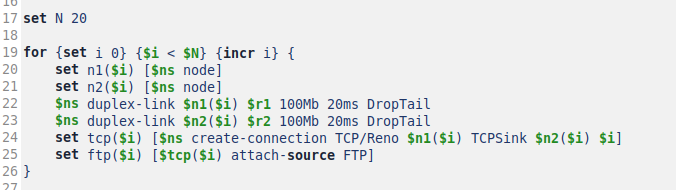 16
17 set N 20
18
19 for {set i 0} {$i < $N} {incr i} {
20     set n1($i) [$ns node]
21     set n2($i) [$ns node]
22     $ns duplex-link $n1($i) $r1 100Mb 20ms DropTail
23     $ns duplex-link $n2($i) $r2 100Mb 20ms DropTail
24     set tcp($i) [$ns create-connection TCP/Reno $n1($i) TCPSink $n2($i) $i]
25     set ftp($i) [$tcp($i) attach-source FTP]
26 }
27